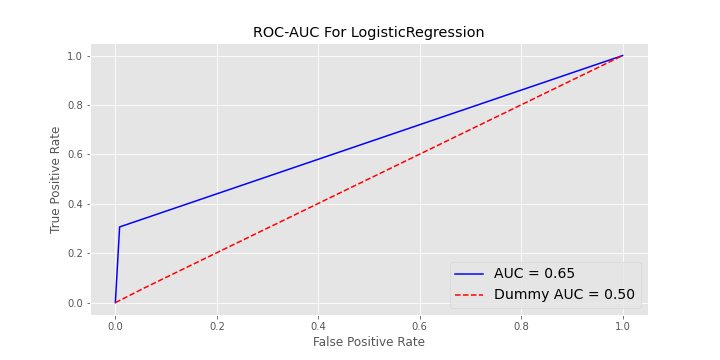 ROC-AUC For LogisticRegression
True Positive Rate
1.0
0.8
0.6
0.4
0.2
0.0
AUC = 0.65
Dummy AUC = 0.50
0.0 0.2 0.4 0.6 0.8 1.0
False Positive Rate